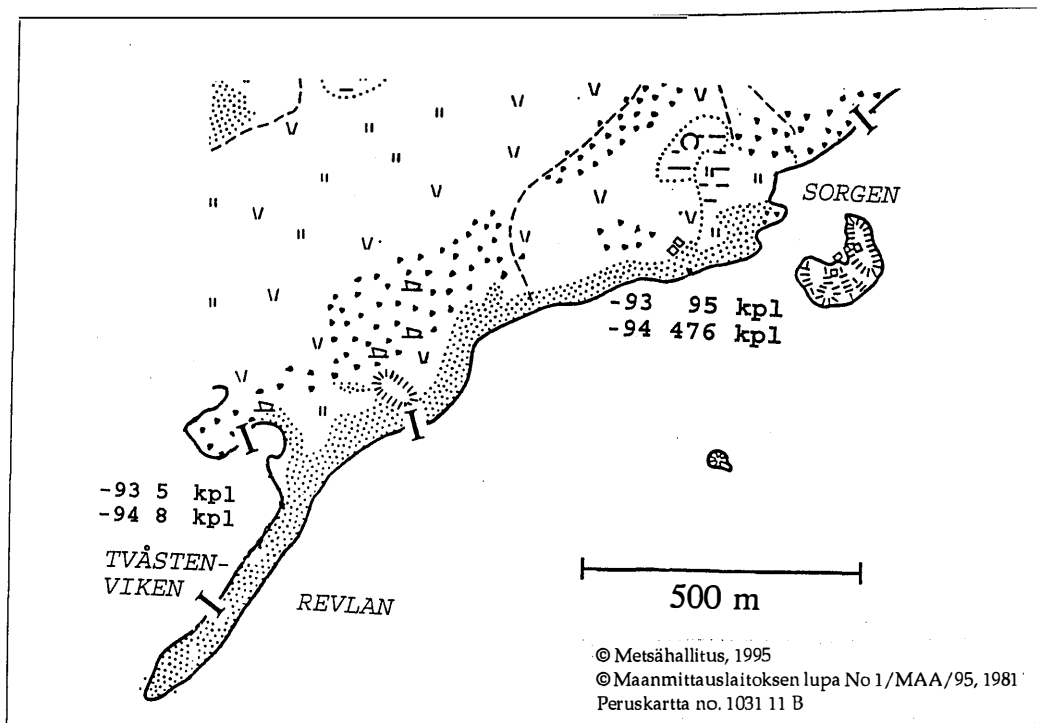 SORGEN
-93 95 kpl
-94 476 kpl
-93 5 kpl
-94 8 kpl
TVÅSTEN-
VIKEN
REVLAN
500 m
© Metsähallitus, 1995
© Maanmittauslaitoksen lupa No 1/MAA/95, 1981
Peruskartta no. 1031 11 B